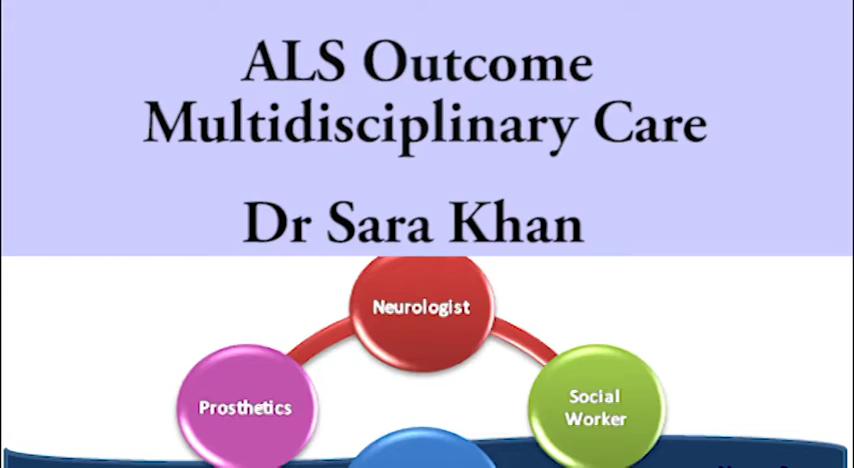 ALS Outcome
Multidisciplinary Care
Dr Sara Khan
Neurologist
Prosthetics
Social
Worker